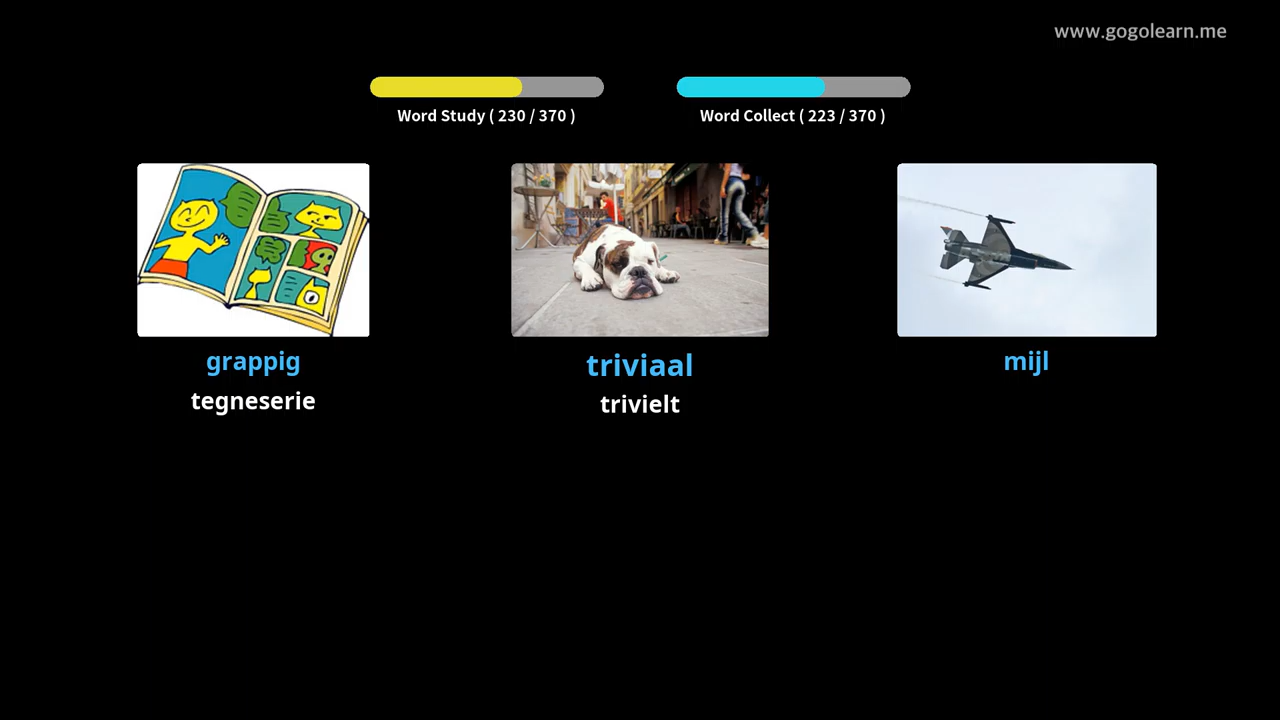 www.gogolearn.me
Word Study ( 230 / 370 )
Word Collect ( 223 / 370 )
grappig
triviaal
mijl
tegneserie
trivielt